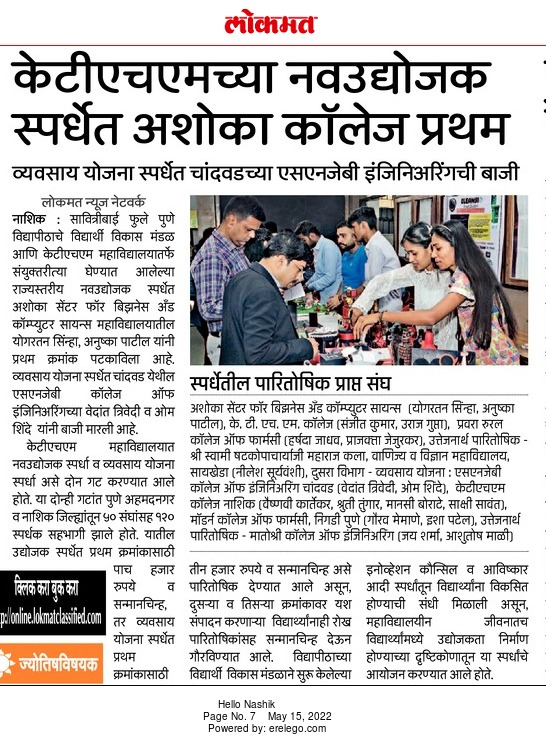 लोकमत
केटीएचएमच्या नवउद्योजक
स्पर्धेत अशोका कॉलेज प्रथम
व्यवसाय योजना स्पर्धेत चांदवडच्या एसएनजेबी इंजिनिअरिंगची बाजी
लोकमत न्यूज नेटवर्क
नाशिक : सावित्रीबाई फुले पुणे
विद्यापीठाचे विद्यार्थी विकास मंडळ
आणि केटीएचएम महाविद्यालयातर्फे
संयुक्तरीत्या घेण्यात आलेल्या
राज्यस्तरीय नवउद्योजक स्पर्धेत
अशोका सेंटर फॉर बिझनेस अँड
कॉम्प्युटर सायन्स महाविद्यालयातील
योगरतन सिंन्हा, अनुष्का पाटील यांनी
प्रथम क्रमांक पटकाविला आहे.
व्यवसाय योजना स्पर्धेत चांदवड येथील
एसएनजेबी कॉलेज ऑफ
इंजिनिअरिंगच्या वेदांत त्रिवेदी व ओम
शिंदे यांनी बाजी मारली आहे.
केटीएचएम महाविद्यालयात
नवउद्योजक स्पर्धा व व्यवसाय योजना
स्पर्धा असे दोन गट करण्यात आले
होते. या दोन्ही गटांत पुणे अहमदनगर
व नाशिक जिल्ह्यांतून ५० संघांसह १२०
स्पर्धक सहभागी झाले होते. यातील
उद्योजक स्पर्धेत प्रथम क्रमांकासाठी
पाच हजार
रुपये व
सन्मानचिन्ह,
तर व्यवसाय
योजना स्पर्धेत
प्रथम
क्रमांकासाठी
क्लिक करा बुक करा
p://online.lokmatclassified.com
ज्योतिषविषयक
स्पर्धेतील पारितोषिक प्राप्त संघ
अशोका सेंटर फॉर बिझनेस अँड कॉम्प्युटर सायन्स (योगरतन सिंन्हा, अनुष्का
पाटील), के. टी. एच. एम. कॉलेज (संजीत कुमार, उराज गुप्ता), प्रवरा रुरल
कॉलेज ऑफ फार्मसी (हर्षदा जाधव, प्राजक्ता जेजुरकर), उत्तेजनार्थ पारितोषिक -
श्री स्वामी षटकोपाचार्याजी महाराज कला, वाणिज्य व विज्ञान महाविद्यालय,
सायखेडा (नीलेश सूर्यवंशी), दुसरा विभाग - व्यवसाय योजना : एसएनजेबी
कॉलेज ऑफ इंजिनिअरिंग चांदवड (वेदांत त्रिवेदी, ओम शिंदे), केटीएचएम
कॉलेज नाशिक (वैष्णवी कार्तेकर, श्रुती तुंगार, मानसी बोराटे, साक्षी सावंत),
मॉडर्न कॉलेज ऑफ फार्मसी, निगडी पुणे (गौरव मेमाणे, इशा पटेल), उत्तेजनार्थ
पारितोषिक - मातोश्री कॉलेज ऑफ इंजिनिअरिंग (जय शर्मा, आशुतोष माळी)
तीन हजार रुपये व सन्मानचिन्ह असे
पारितोषिक देण्यात आले असून,
दुसऱ्या व तिसऱ्या क्रमांकावर यश
संपादन करणाऱ्या विद्यार्थ्यांनाही रोख
पारितोषिकांसह सन्मानचिन्ह देऊन
गौरविण्यात आले. विद्यापीठाच्या
विद्यार्थी विकास मंडळाने सुरू केलेल्या
इनोव्हेशन कौन्सिल व आविष्कार
आदी स्पर्धांतून विद्यार्थ्यांना विकसित
होण्याची संधी मिळाली असून,
महाविद्यालयीन जीवनातच
विद्यार्थ्यांमध्ये उद्योजकता निर्माण
होण्याच्या दृष्टिकोणातून या स्पर्धांचे
आयोजन करण्यात आले होते.
Hello Nashik
Page No. 7 May 15, 2022
Powered by: erelego.com